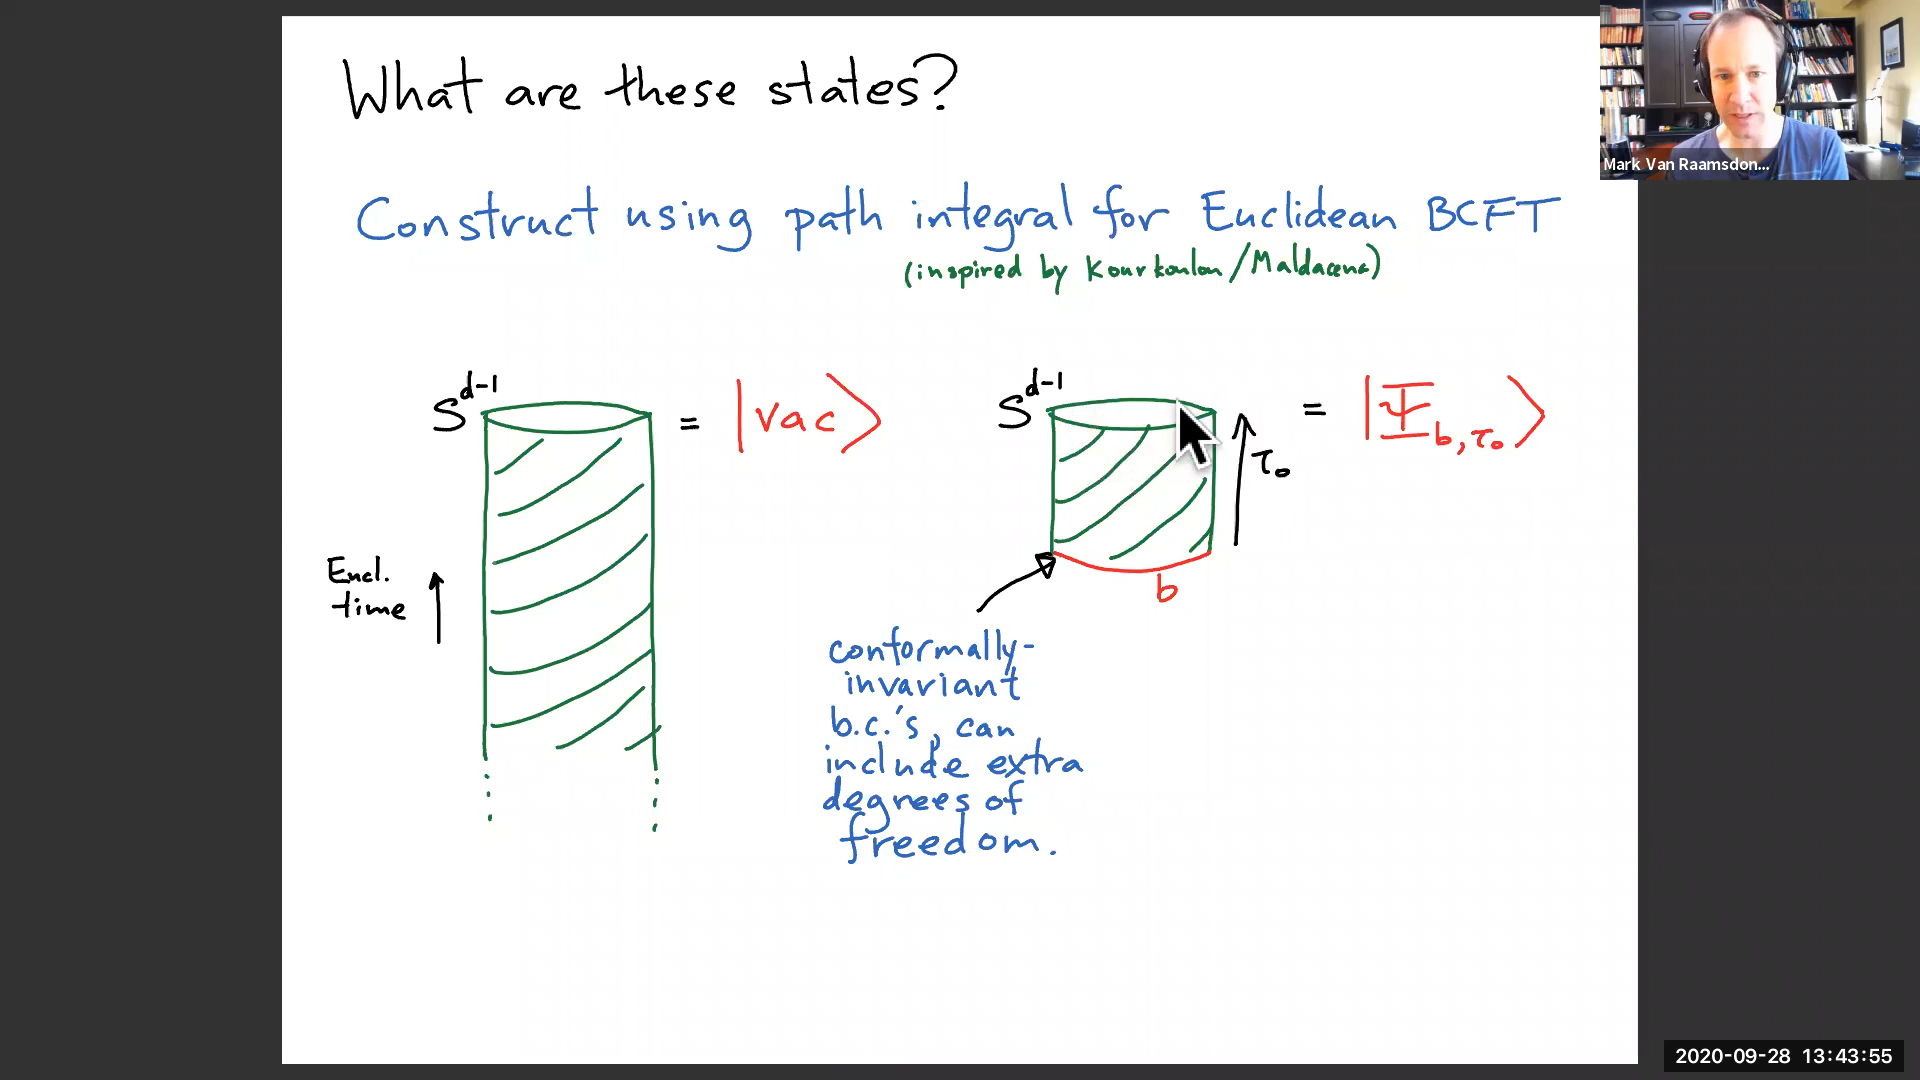 What are these states?
Mark Van Raamsdon...
Construct using path integral for Euclidean BCFT
(inspired by Kourkoulou/Maldacena)
S^{d-1} = |vac⟩
S^{d-1} τ₀ = |Ψ_{b,τ₀}⟩
Eucl.
time
b
conformally-
invariant
b.c.'s, can
include extra
degrees of
freedom.
2020-09-28 13:43:55